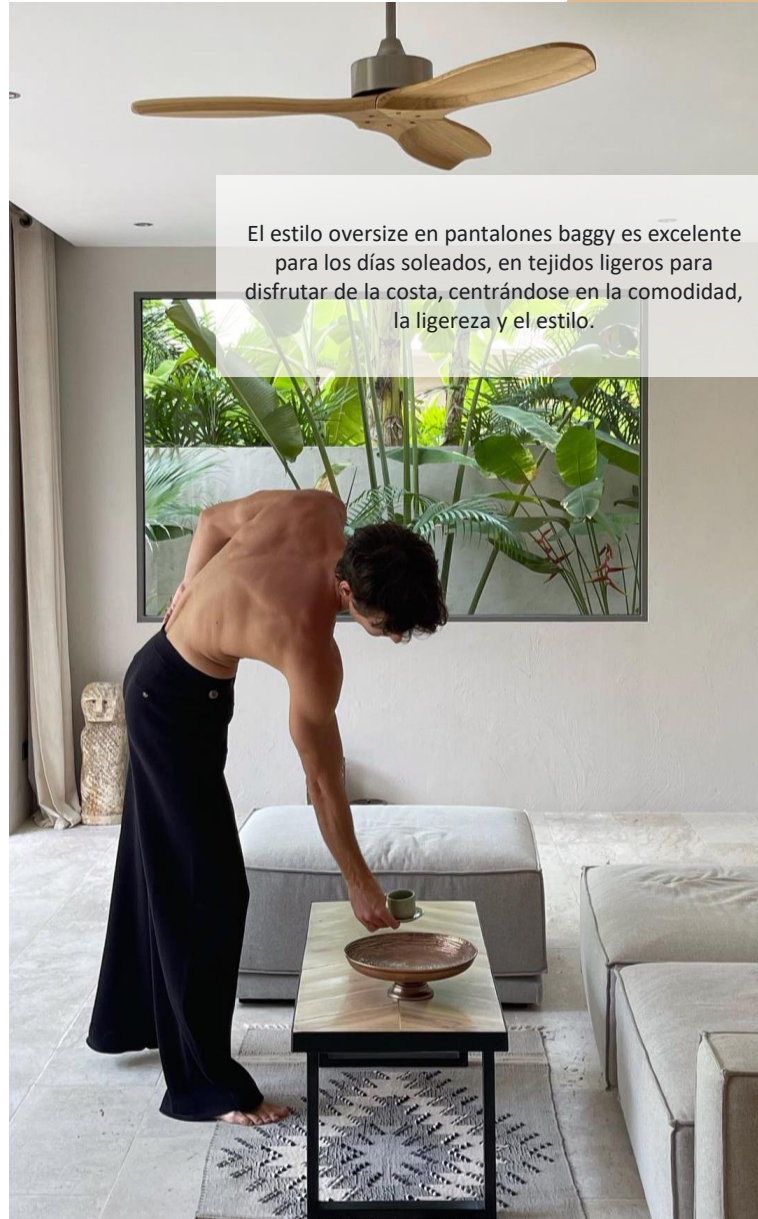 El estilo oversize en pantalones baggy es excelente
para los días soleados, en tejidos ligeros para
disfrutar de la costa, centrándose en la comodidad,
la ligereza y el estilo.